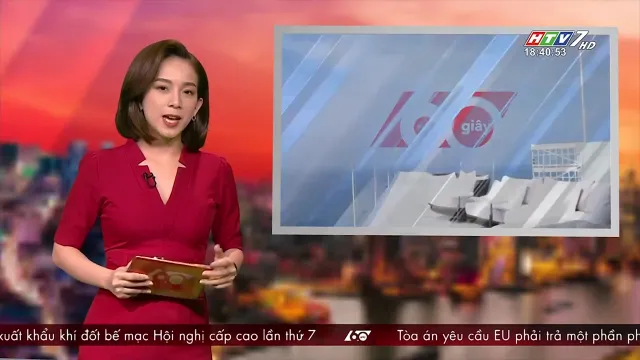 HTV7 HD
18:40:53
60 giây
xuất khẩu khí đốt bế mạc Hội nghị cấp cao lần thứ 7 60 Tòa án yêu cầu EU phải trả một phần ph